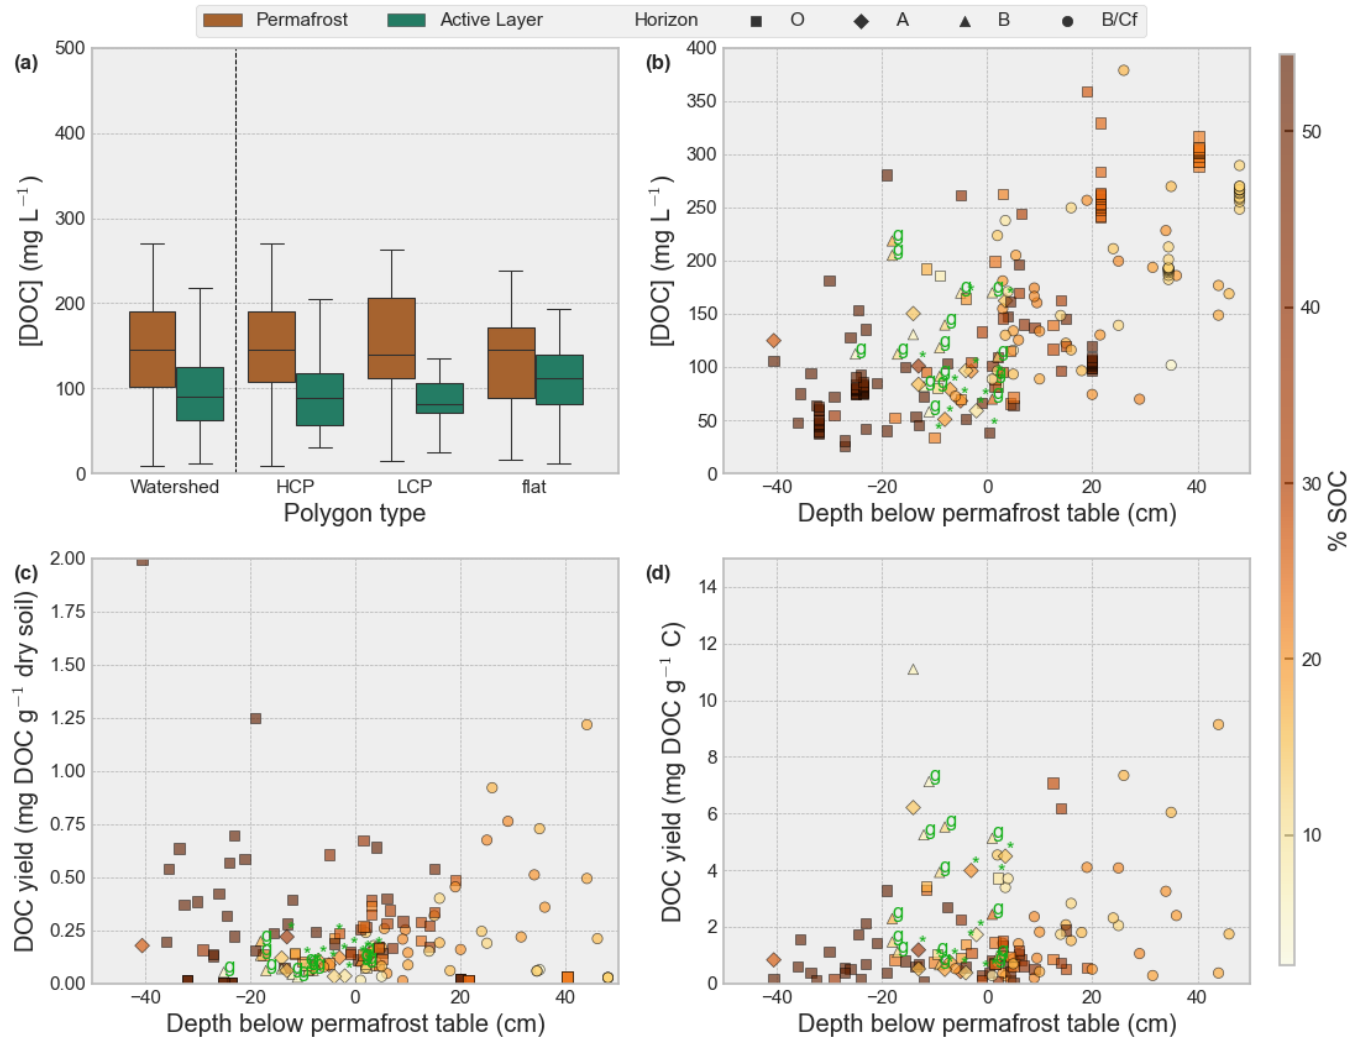 Permafrost Active Layer Horizon O A B B/Cf
(a)
500
400
300
200
100
0
[DOC] (mg L⁻¹)
Watershed HCP LCP flat
Polygon type
(b)
400
350
300
250
200
150
100
50
0
[DOC] (mg L⁻¹)
g
g
g
g
g
g
g
g
g
g
g
−40 −20 0 20 40
Depth below permafrost table (cm)
(c)
2.00
1.75
1.50
1.25
1.00
0.75
0.50
0.25
0.00
DOC yield (mg DOC g⁻¹ dry soil)
g
g
g
−40 −20 0 20 40
Depth below permafrost table (cm)
(d)
14
12
10
8
6
4
2
0
DOC yield (mg DOC g⁻¹ C)
g
g
g
g
g
g
g
g
g
−40 −20 0 20 40
Depth below permafrost table (cm)
50
40
30
20
10
% SOC